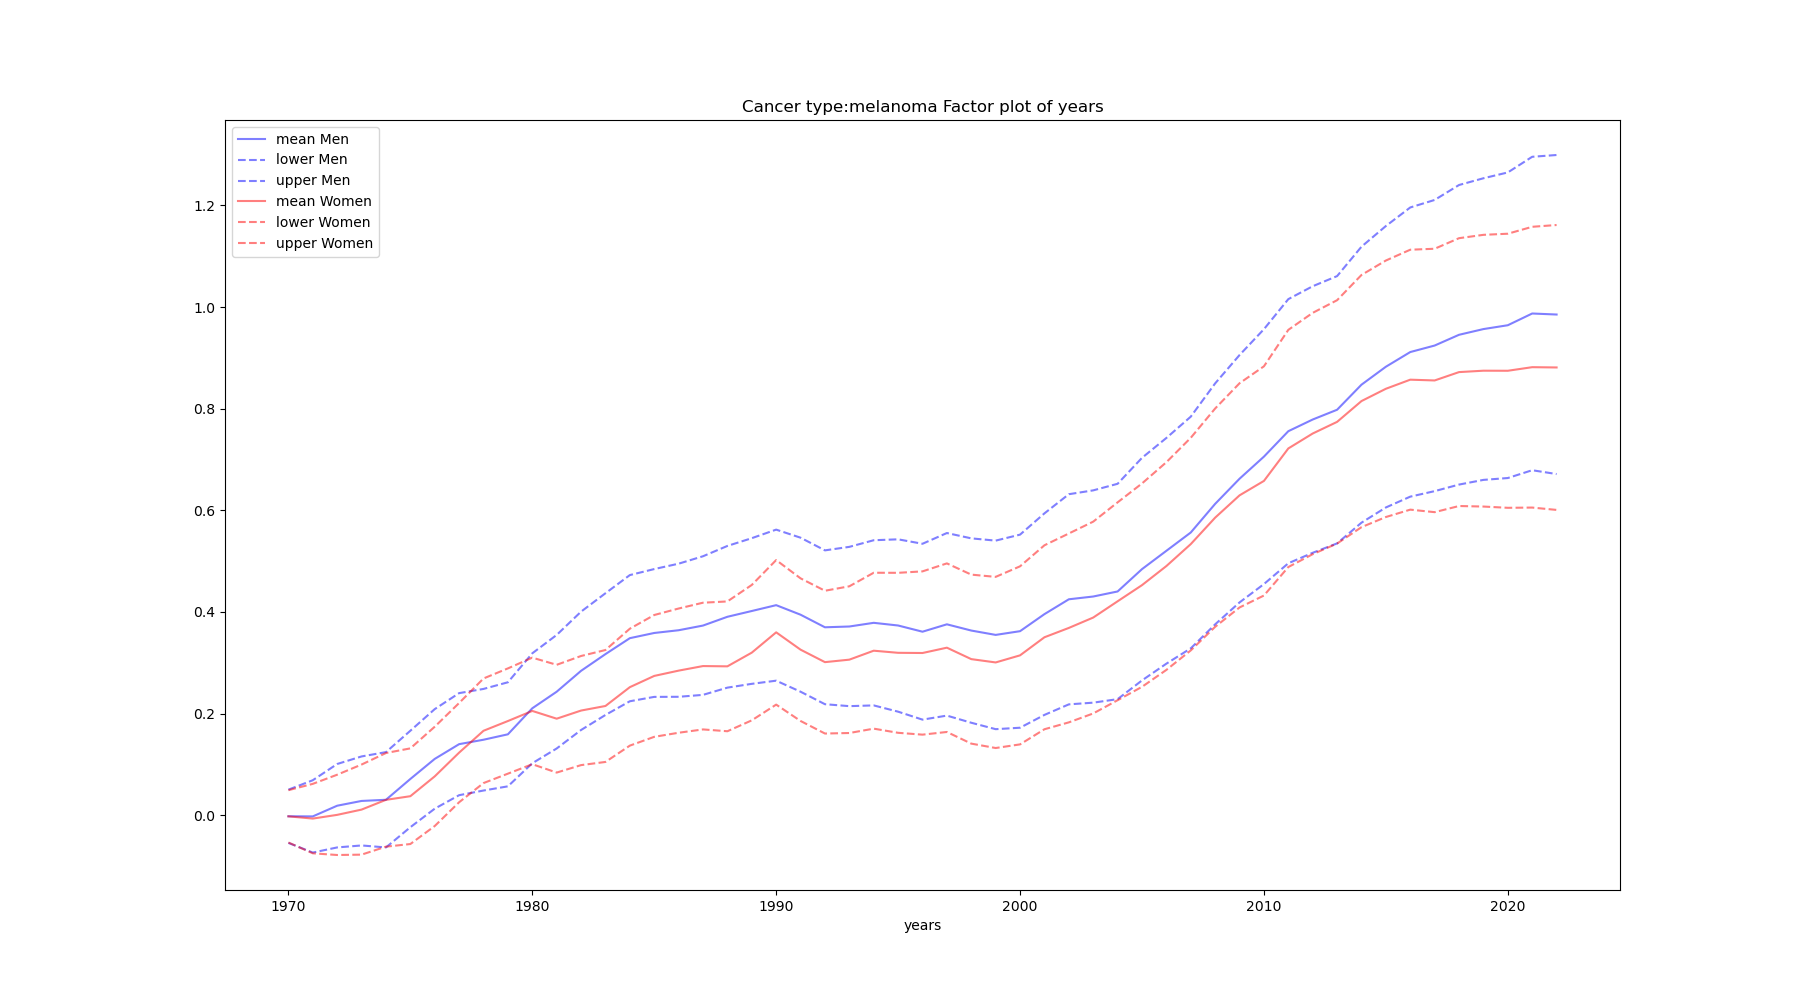 Cancer type:melanoma Factor plot of years
mean Men
lower Men
upper Men
mean Women
lower Women
upper Women
1.2
1.0
0.8
0.6
0.4
0.2
0.0
1970 1980 1990 2000 2010 2020
years